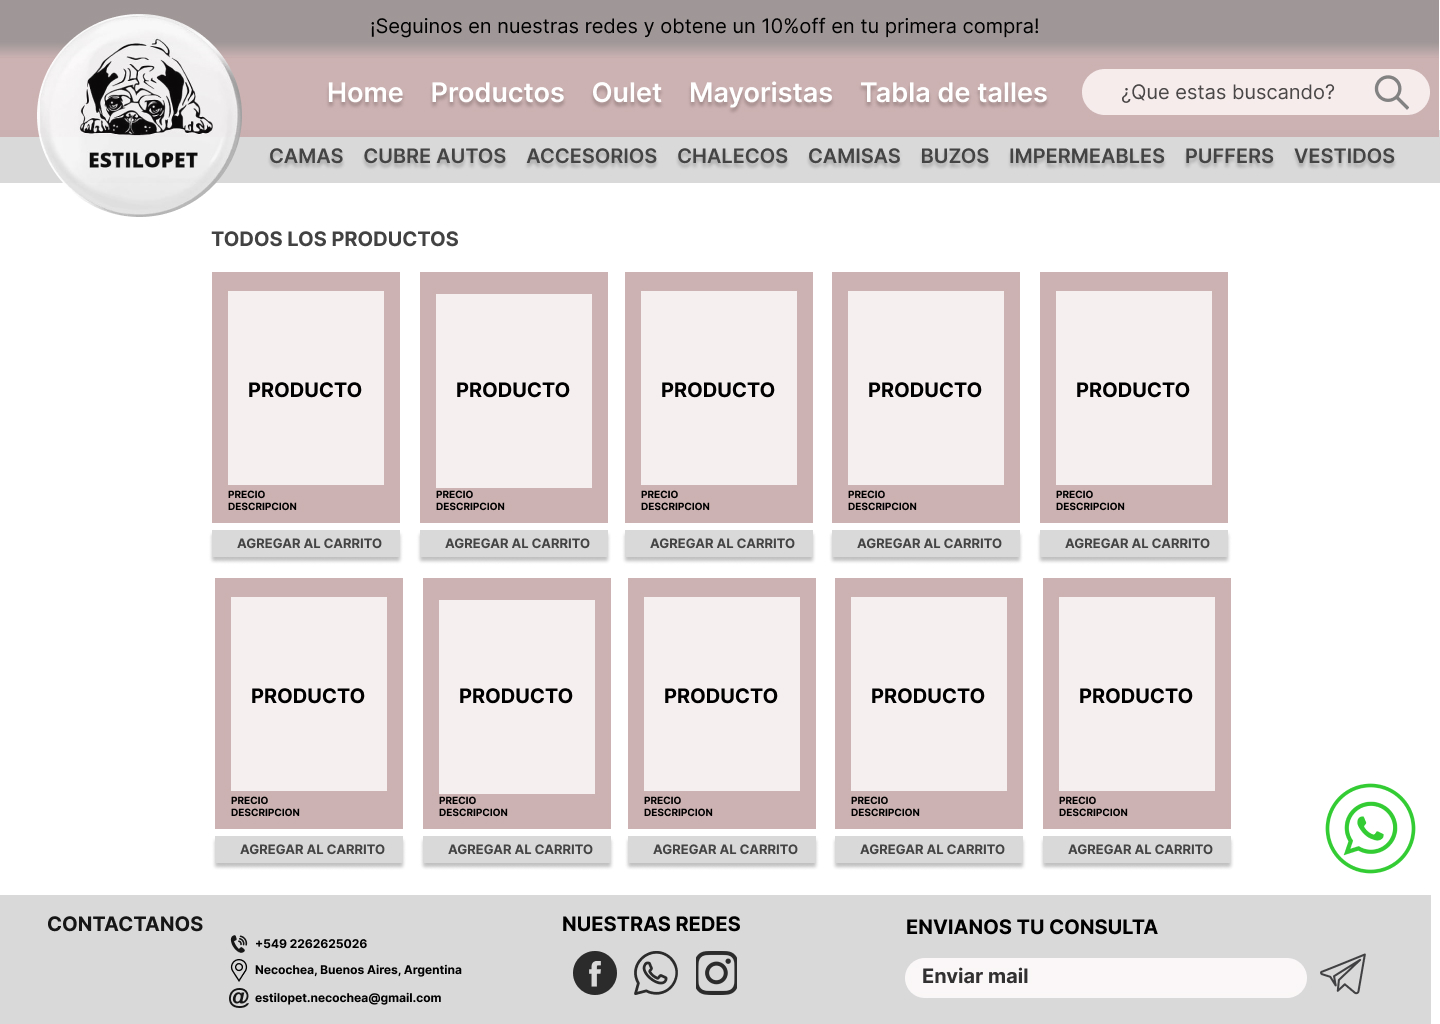 ¡Seguinos en nuestras redes y obtene un 10%off en tu primera compra!
Home Productos Oulet Mayoristas Tabla de talles ¿Que estas buscando?
ESTILOPET
CAMAS CUBRE AUTOS ACCESORIOS CHALECOS CAMISAS BUZOS IMPERMEABLES PUFFERS VESTIDOS
TODOS LOS PRODUCTOS
PRODUCTO PRODUCTO PRODUCTO PRODUCTO PRODUCTO
PRECIO PRECIO PRECIO PRECIO PRECIO
DESCRIPCION DESCRIPCION DESCRIPCION DESCRIPCION DESCRIPCION
AGREGAR AL CARRITO AGREGAR AL CARRITO AGREGAR AL CARRITO AGREGAR AL CARRITO AGREGAR AL CARRITO
PRODUCTO PRODUCTO PRODUCTO PRODUCTO PRODUCTO
PRECIO PRECIO PRECIO PRECIO PRECIO
DESCRIPCION DESCRIPCION DESCRIPCION DESCRIPCION DESCRIPCION
AGREGAR AL CARRITO AGREGAR AL CARRITO AGREGAR AL CARRITO AGREGAR AL CARRITO AGREGAR AL CARRITO
CONTACTANOS
+549 2262625026
Necochea, Buenos Aires, Argentina
estilopet.necochea@gmail.com
NUESTRAS REDES
ENVIANOS TU CONSULTA
Enviar mail